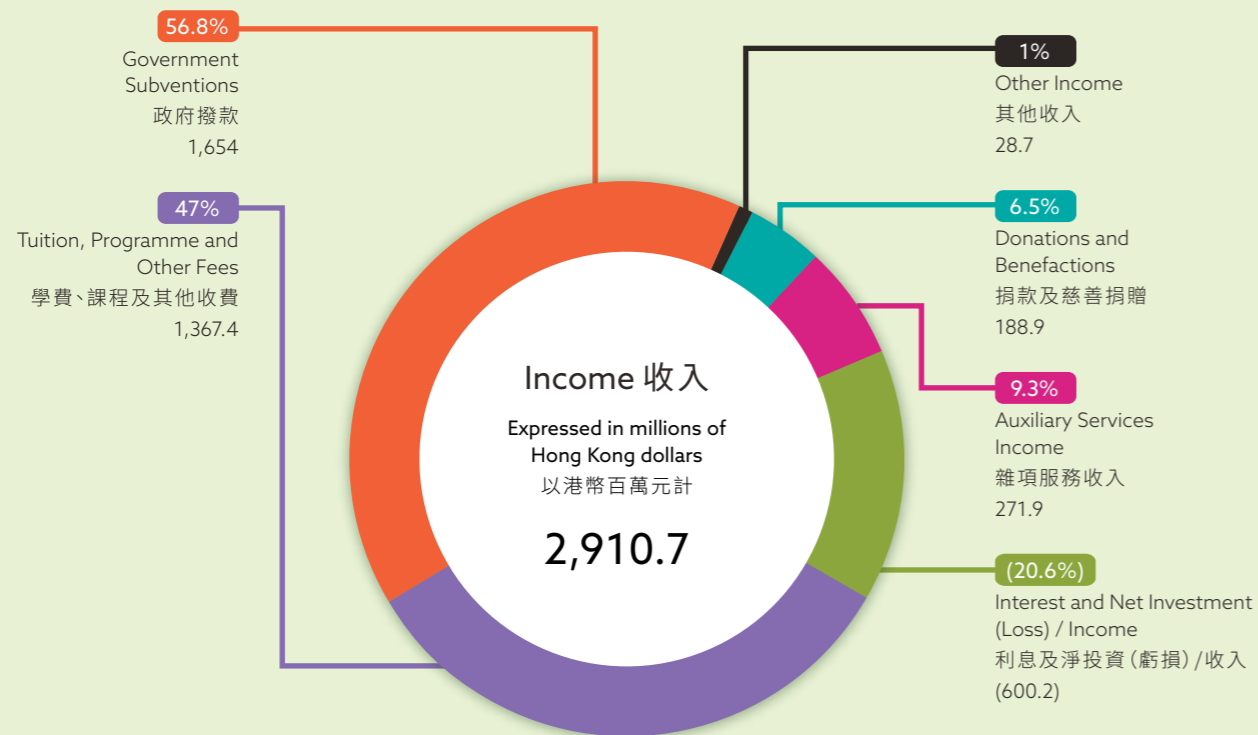 56.8%
Government
Subventions
政府撥款
1,654
47%
Tuition, Programme and
Other Fees
學費、課程及其他收費
1,367.4
Income 收入
Expressed in millions of
Hong Kong dollars
以港幣百萬元計
2,910.7
1%
Other Income
其他收入
28.7
6.5%
Donations and
Benefactions
捐款及慈善捐贈
188.9
9.3%
Auxiliary Services
Income
雜項服務收入
271.9
(20.6%)
Interest and Net Investment
(Loss) / Income
利息及淨投資(虧損)/收入
(600.2)